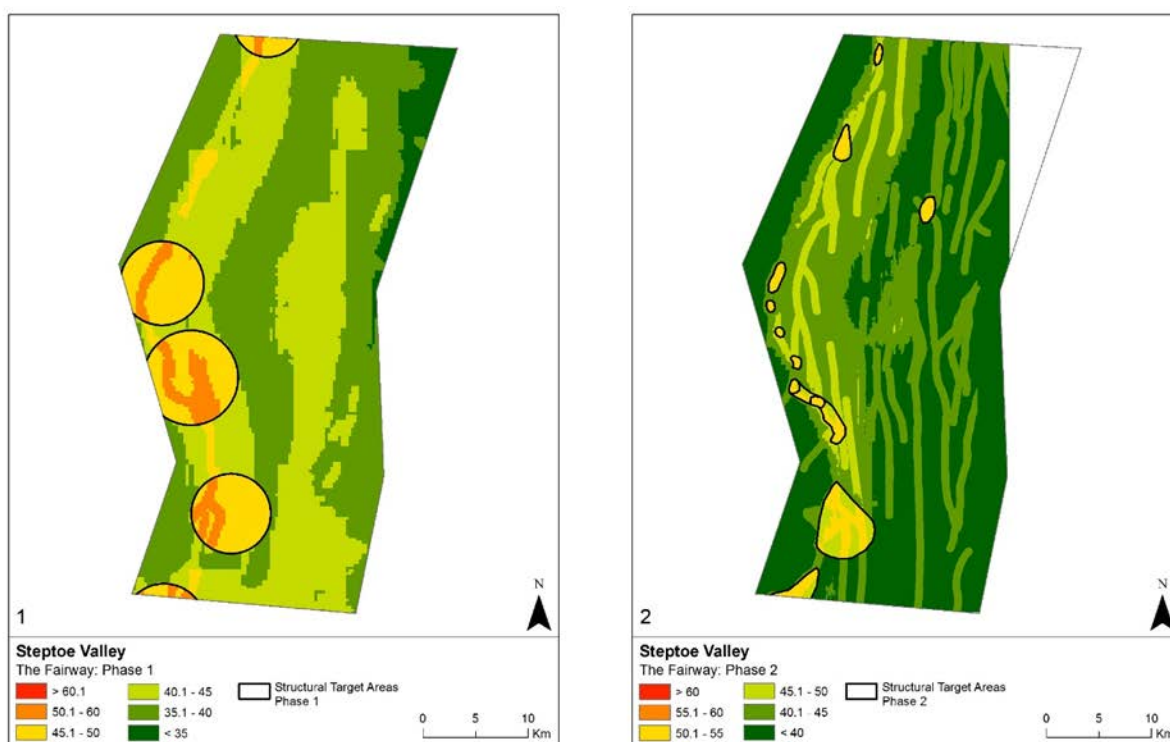 1
N
Steptoe Valley
The Fairway: Phase 1
> 60.1
50.1 - 60
45.1 - 50
40.1 - 45
35.1 - 40
< 35
Structural Target Areas
Phase 1
0 5 10
Km
2
N
Steptoe Valley
The Fairway: Phase 2
> 60
55.1 - 60
50.1 - 55
45.1 - 50
40.1 - 45
< 40
Structural Target Areas
Phase 2
0 5 10
Km